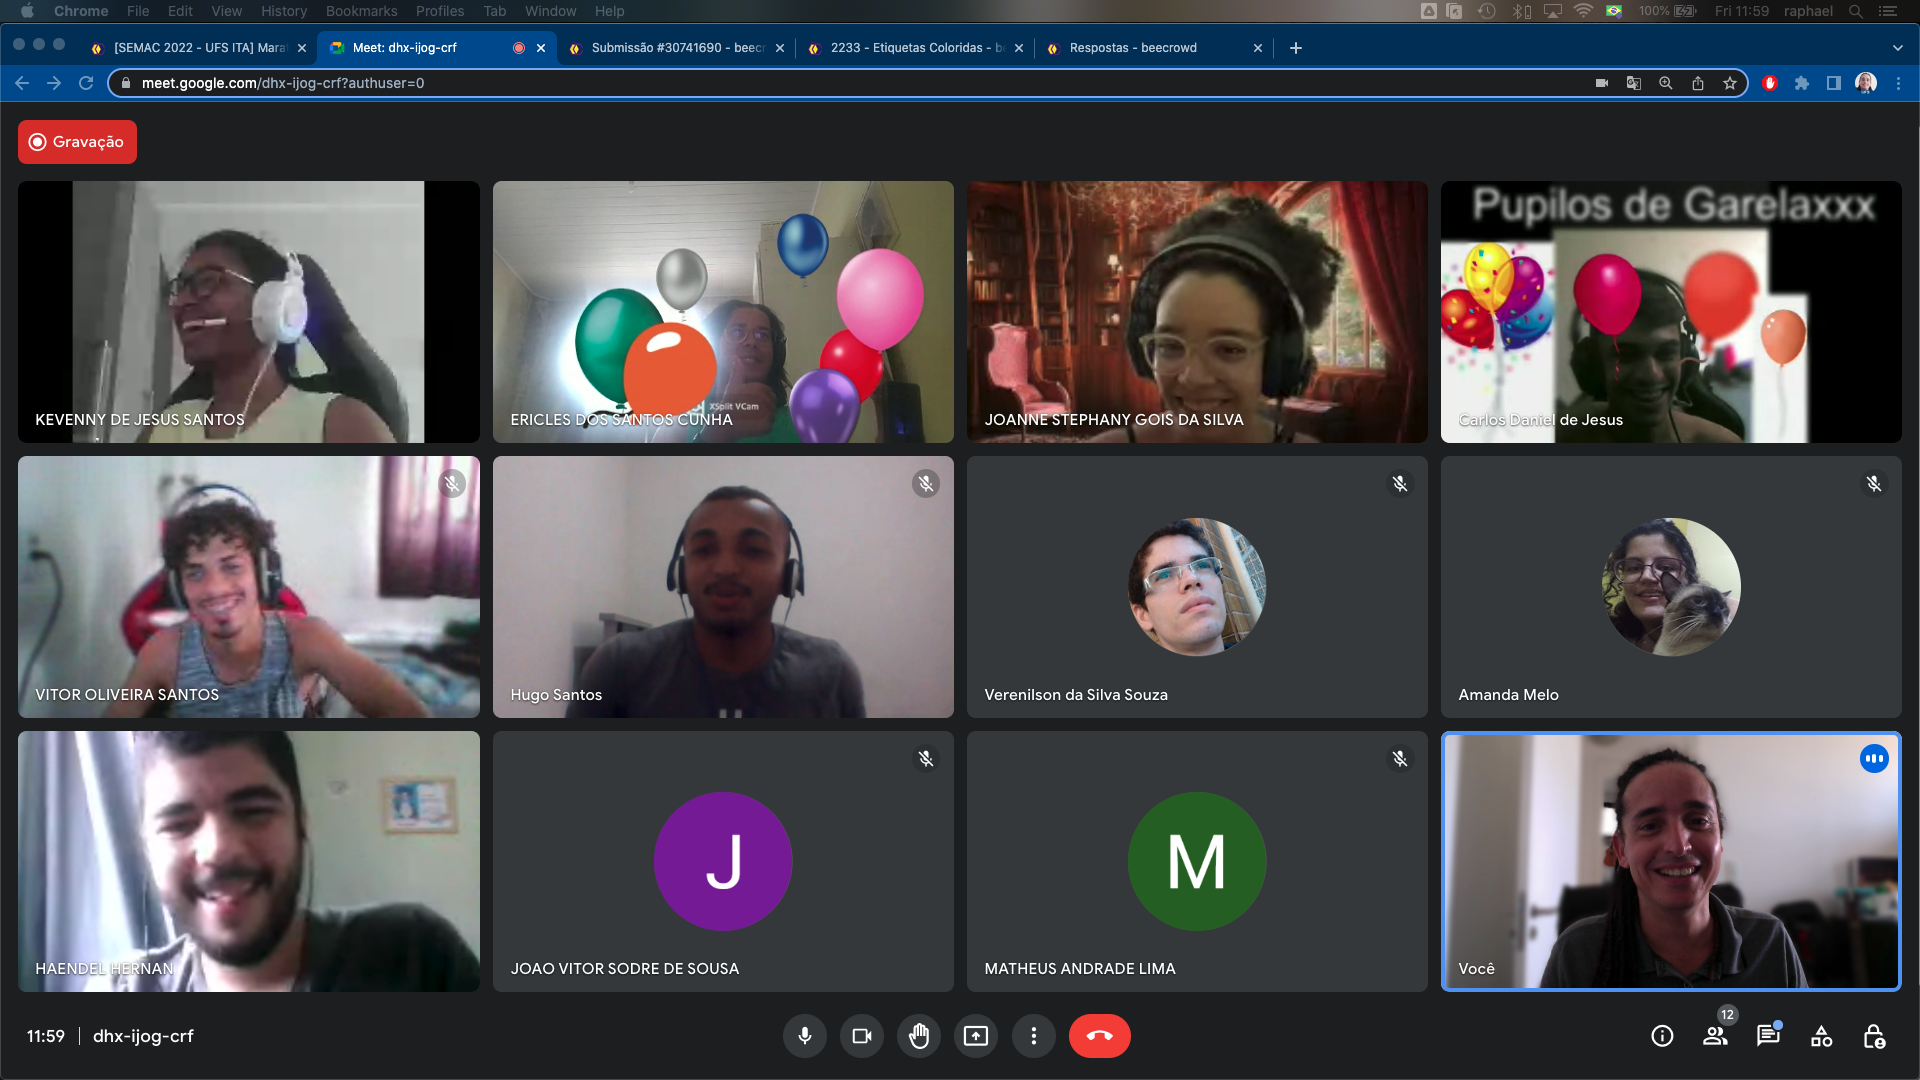 Chrome File Edit View History Bookmarks Profiles Tab Window Help 100% Fri 11:59 raphael
[SEMAC 2022 - UFS ITA] Mara Meet: dhx-ijog-crf Submissão #30741690 - beecr 2233 - Etiquetas Coloridas - b Respostas - beecrowd
meet.google.com/dhx-ijog-crf?authuser=0
Gravação
Pupilos de Garelaxxx
XSplit VCam
KEVENNY DE JESUS SANTOS
ERICLES DOS SANTOS CUNHA
JOANNE STEPHANY GOIS DA SILVA
Carlos Daniel de Jesus
VITOR OLIVEIRA SANTOS
Hugo Santos
Verenilson da Silva Souza
Amanda Melo
J
M
HAENDEL HERNAN
JOAO VITOR SODRE DE SOUSA
MATHEUS ANDRADE LIMA
Você
11:59 dhx-ijog-crf
12